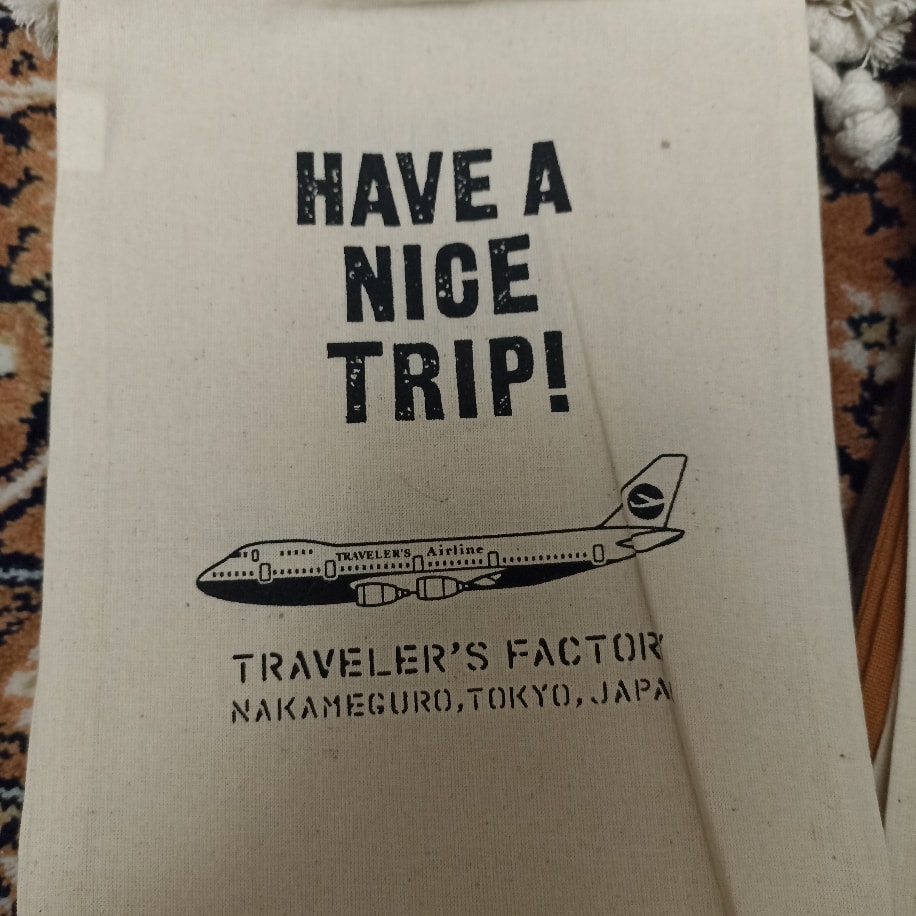 HAVE A
NICE
TRIP!
TRAVELER'S Airline
TRAVELER'S FACTOR
NAKAMEGURO, TOKYO, JAPA